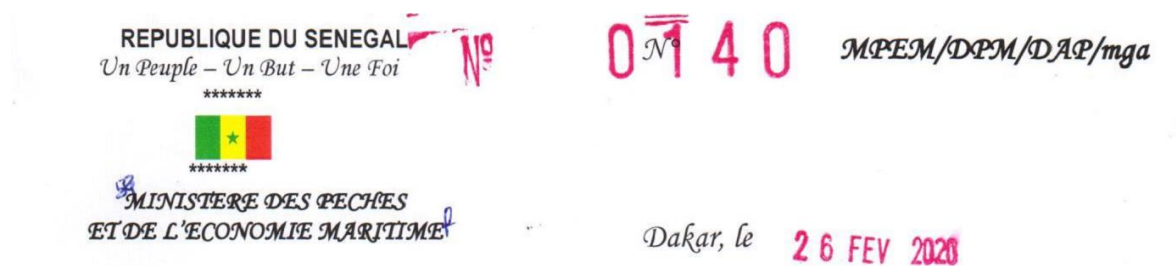 REPUBLIQUE DU SENEGAL
Un Peuple – Un But – Une Foi
*******
*******
MINISTERE DES PECHES
ET DE L'ECONOMIE MARITIME
Nº
N° 0140 MPEM/DPM/DAP/mga
Dakar, le 26 FEV 2020